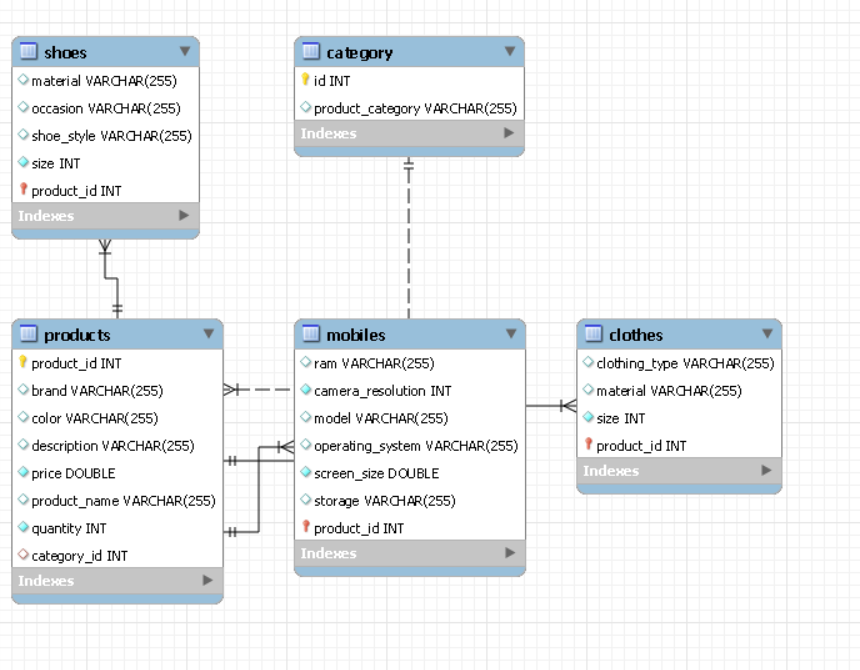 shoes
material VARCHAR(255)
occasion VARCHAR(255)
shoe_style VARCHAR(255)
size INT
product_id INT
Indexes
category
id INT
product_category VARCHAR(255)
Indexes
products
product_id INT
brand VARCHAR(255)
color VARCHAR(255)
description VARCHAR(255)
price DOUBLE
product_name VARCHAR(255)
quantity INT
category_id INT
Indexes
mobiles
ram VARCHAR(255)
camera_resolution INT
model VARCHAR(255)
operating_system VARCHAR(255)
screen_size DOUBLE
storage VARCHAR(255)
product_id INT
Indexes
clothes
clothing_type VARCHAR(255)
material VARCHAR(255)
size INT
product_id INT
Indexes